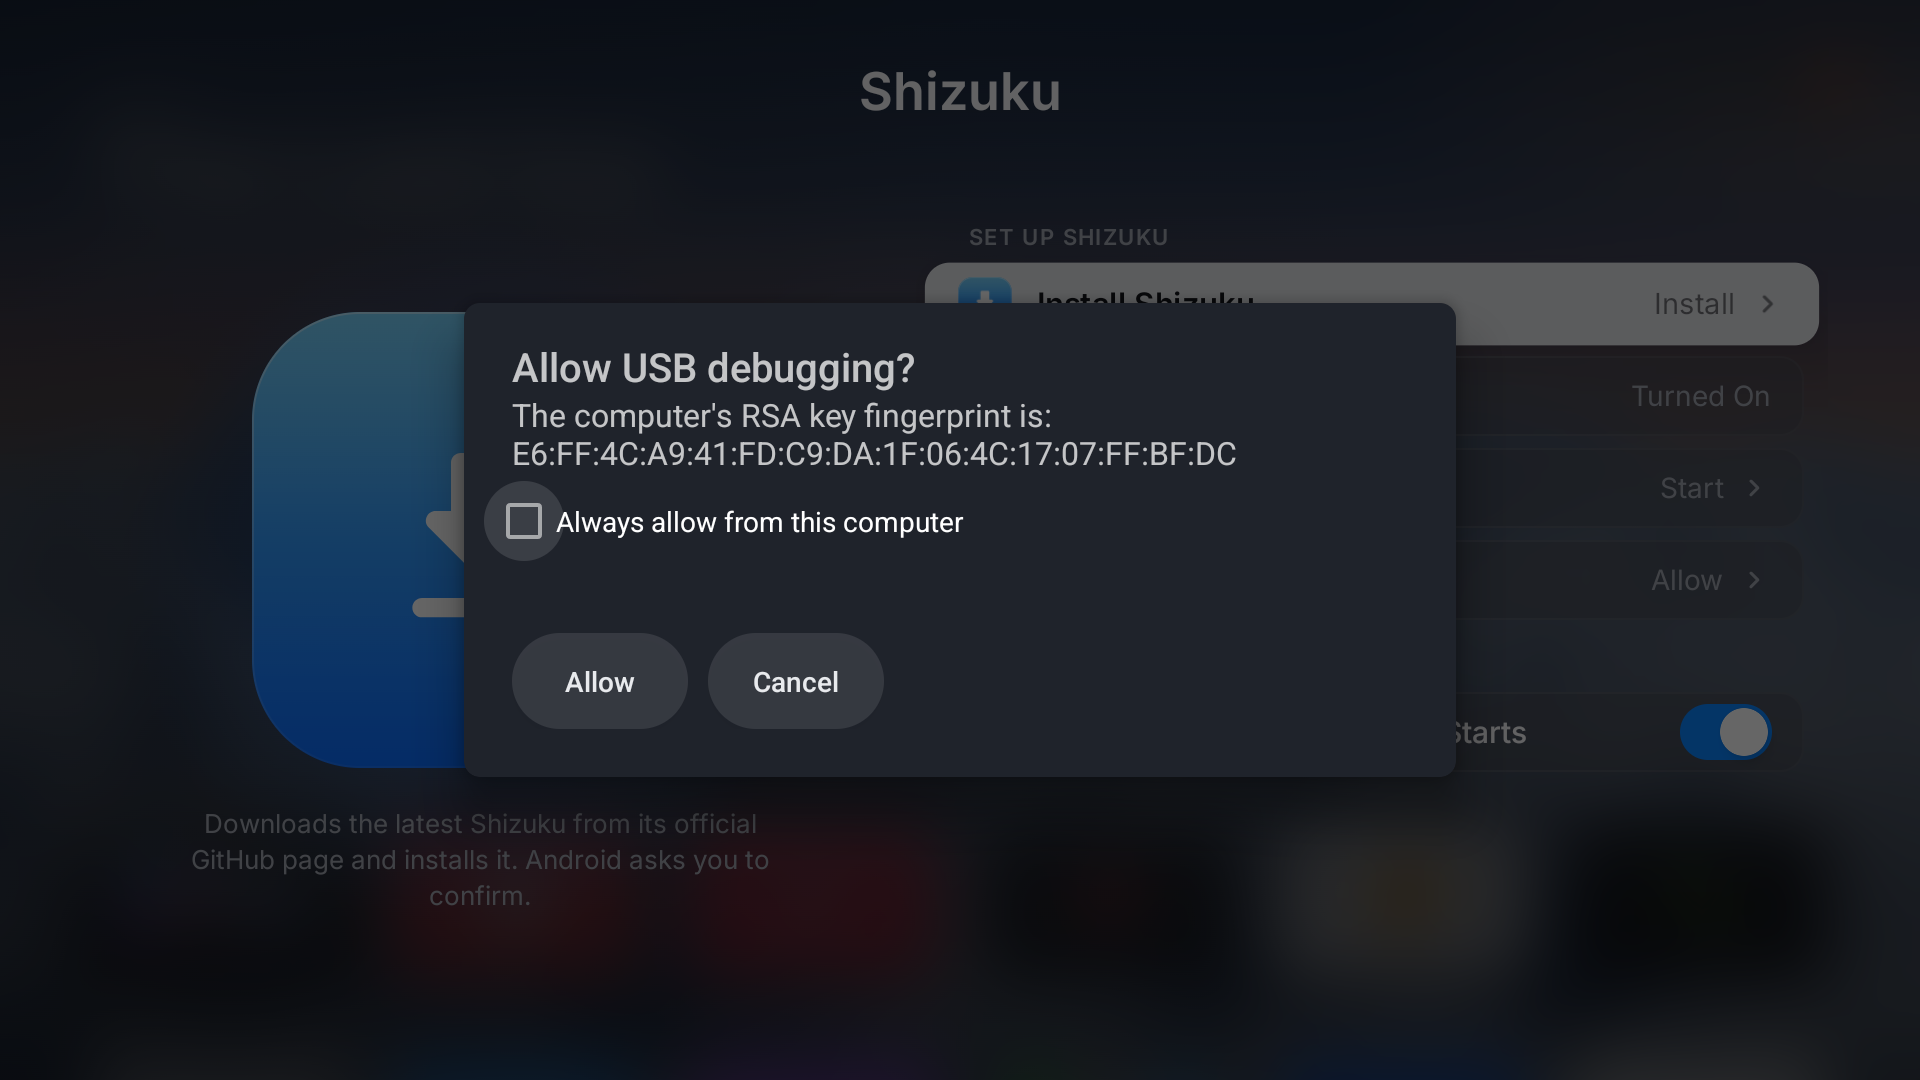 Shizuku
SET UP SHIZUKU
Install Shizuku
Install
Allow USB debugging?
The computer's RSA key fingerprint is:
E6:FF:4C:A9:41:FD:C9:DA:1F:06:4C:17:07:FF:BF:DC
Always allow from this computer
Allow
Cancel
Turned On
Start
Allow
Starts
Downloads the latest Shizuku from its official
GitHub page and installs it. Android asks you to
confirm.